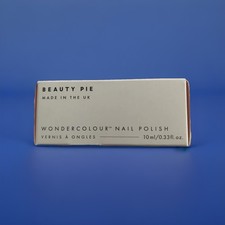 BEAUTY PIE
MADE IN THE UK
WONDERCOLOUR™ NAIL POLISH
VERNIS À ONGLES 10ml/0.33fl.oz.